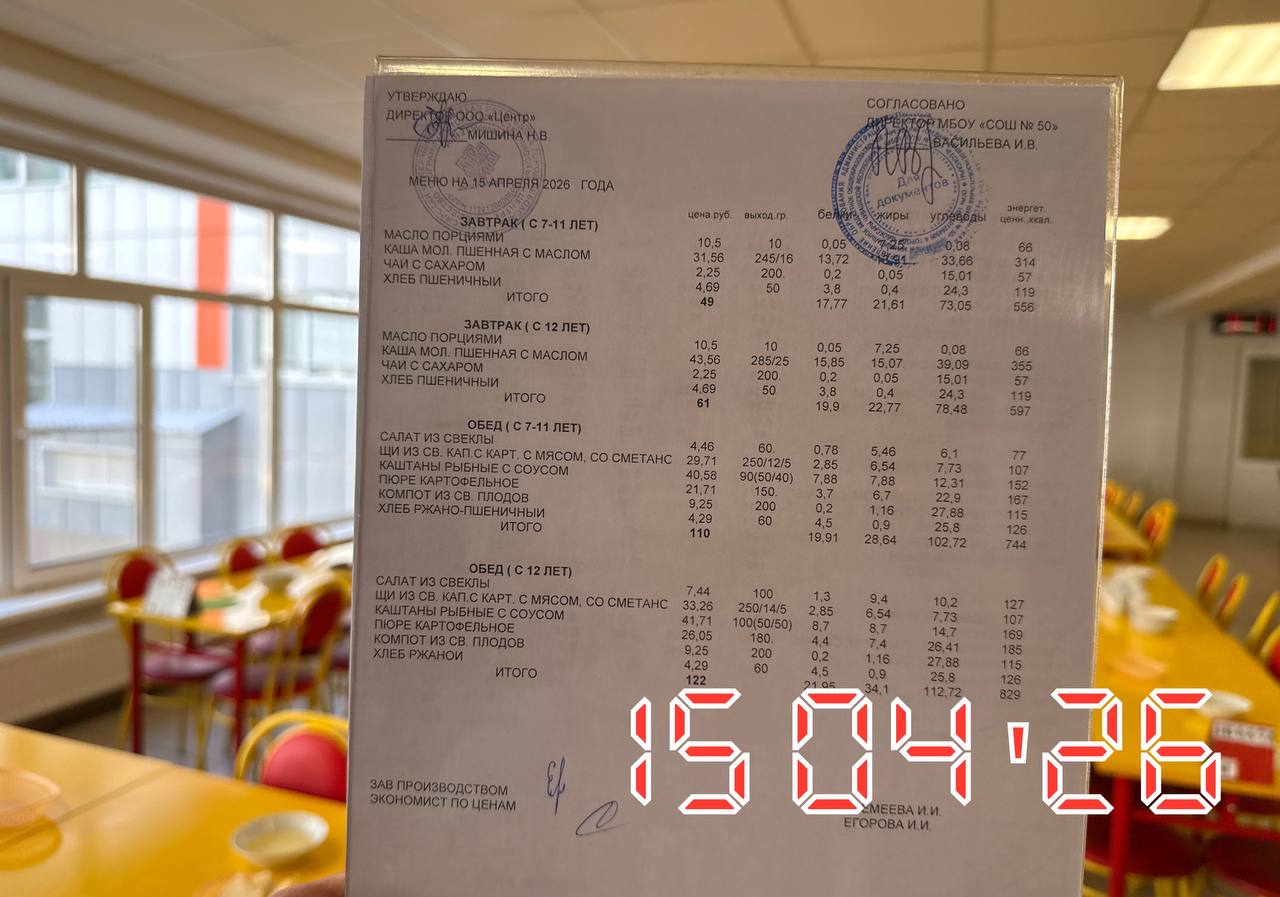 УТВЕРЖДАЮ
ДИРЕКТОР ООО «Центр»
МИШИНА Н.В.
СОГЛАСОВАНО
ДИРЕКТОР МБОУ «СОШ № 50»
ВАСИЛЬЕВА И.В.
Для документов
МЕНЮ НА 15 АПРЕЛЯ 2026 ГОДА
цена.руб. выход.гр. белки жиры углеводы энергет. ценн.,ккал.
ЗАВТРАК ( С 7-11 ЛЕТ)
МАСЛО ПОРЦИЯМИ 10,5 10 0,05 0,08 66
КАША МОЛ. ПШЕННАЯ С МАСЛОМ 31,56 245/16 13,72 33,66 314
ЧАЙ С САХАРОМ 2,25 200. 0,2 0,05 15,01 57
ХЛЕБ ПШЕНИЧНЫЙ 4,69 50 3,8 0,4 24,3 119
ИТОГО 49 17,77 21,61 73,05 556
ЗАВТРАК ( С 12 ЛЕТ)
МАСЛО ПОРЦИЯМИ 10,5 10 0,05 7,25 0,08 66
КАША МОЛ. ПШЕННАЯ С МАСЛОМ 43,56 285/25 15,85 15,07 39,09 355
ЧАЙ С САХАРОМ 2,25 200. 0,2 0,05 15,01 57
ХЛЕБ ПШЕНИЧНЫЙ 4,69 50 3,8 0,4 24,3 119
ИТОГО 61 19,9 22,77 78,48 597
ОБЕД ( С 7-11 ЛЕТ)
САЛАТ ИЗ СВЕКЛЫ 4,46 60. 0,78 5,46 6,1 77
ЩИ ИЗ СВ. КАП.С КАРТ. С МЯСОМ, СО СМЕТАНС 29,71 250/12/5 2,85 6,54 7,73 107
КАШТАНЫ РЫБНЫЕ С СОУСОМ 40,58 90(50/40) 7,88 7,88 12,31 152
ПЮРЕ КАРТОФЕЛЬНОЕ 21,71 150. 3,7 6,7 22,9 167
КОМПОТ ИЗ СВ. ПЛОДОВ 9,25 200 0,2 1,16 27,88 115
ХЛЕБ РЖАНО-ПШЕНИЧНЫЙ 4,29 60 4,5 0,9 25,8 126
ИТОГО 110 19,91 28,64 102,72 744
ОБЕД ( С 12 ЛЕТ)
САЛАТ ИЗ СВЕКЛЫ 7,44 100 1,3 9,4 10,2 127
ЩИ ИЗ СВ. КАП.С КАРТ. С МЯСОМ, СО СМЕТАНС 33,26 250/14/5 2,85 6,54 7,73 107
КАШТАНЫ РЫБНЫЕ С СОУСОМ 41,71 100(50/50) 8,7 8,7 14,7 169
ПЮРЕ КАРТОФЕЛЬНОЕ 26,05 180. 4,4 7,4 26,41 185
КОМПОТ ИЗ СВ. ПЛОДОВ 9,25 200 0,2 1,16 27,88 115
ХЛЕБ РЖАНОЙ 4,29 60 4,5 0,9 25,8 126
ИТОГО 122 21,95 34,1 112,72 829
15 04 '26
ЗАВ ПРОИЗВОДСТВОМ ЕМЕЕВА И.И.
ЭКОНОМИСТ ПО ЦЕНАМ ЕГОРОВА И.И.